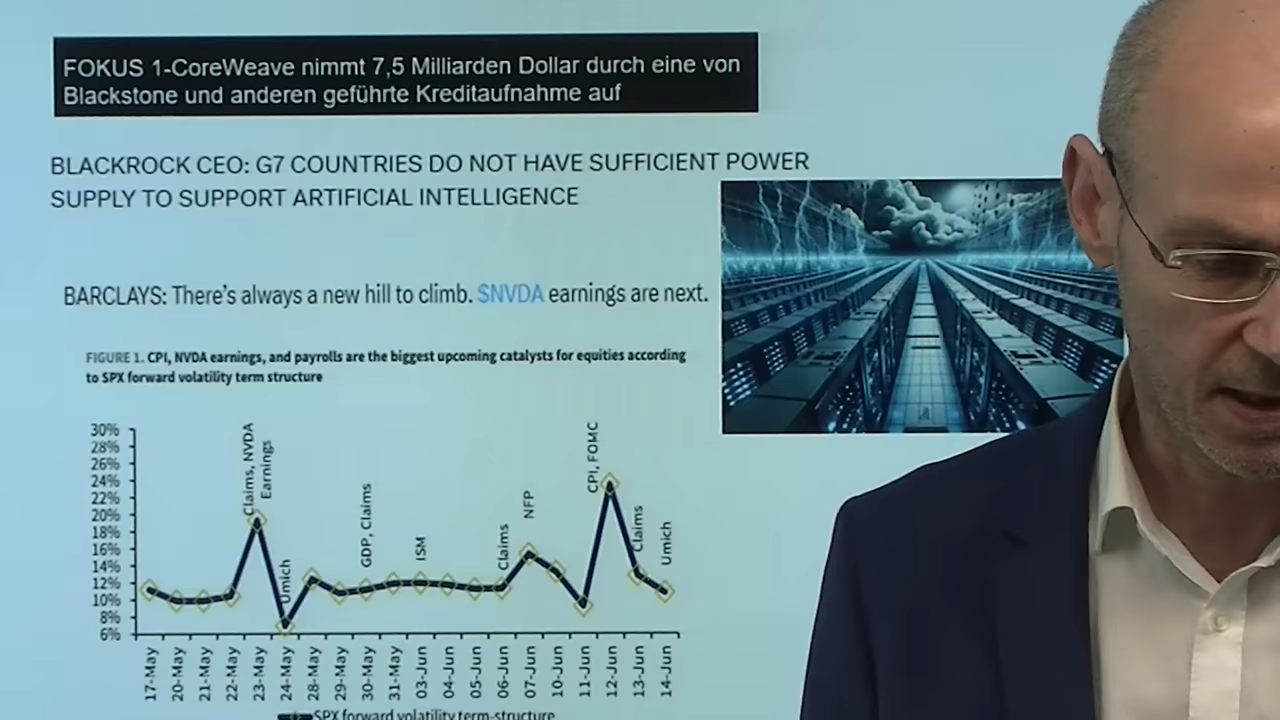 FOKUS 1-CoreWeave nimmt 7,5 Milliarden Dollar durch eine von
Blackstone und anderen geführte Kreditaufnahme auf
BLACKROCK CEO: G7 COUNTRIES DO NOT HAVE SUFFICIENT POWER
SUPPLY TO SUPPORT ARTIFICIAL INTELLIGENCE
BARCLAYS: There's always a new hill to climb. $NVDA earnings are next.
FIGURE 1. CPI, NVDA earnings, and payrolls are the biggest upcoming catalysts for equities according
to SPX forward volatility term structure
30%
28%
26%
24%
22%
20%
18%
16%
14%
12%
10%
8%
6%
Claims, NVDA
Earnings
Umich
GDP, Claims
ISM
Claims
NFP
CPI, FOMC
Claims
Umich
17-May
20-May
21-May
22-May
23-May
24-May
28-May
29-May
30-May
31-May
03-Jun
04-Jun
05-Jun
06-Jun
07-Jun
10-Jun
11-Jun
12-Jun
13-Jun
14-Jun
SPX forward volatility term-structure